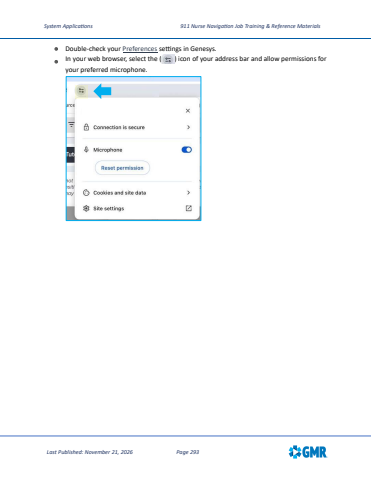 System Applications
911 Nurse Navigation Job Training & Reference Materials
Double-check your Preferences settings in Genesys.
In your web browser, select the ( ) icon of your address bar and allow permissions for
your preferred microphone.
Connection is secure
Microphone
Reset permission
Cookies and site data
Site settings
Last Published: November 21, 2026
Page 293
GMR